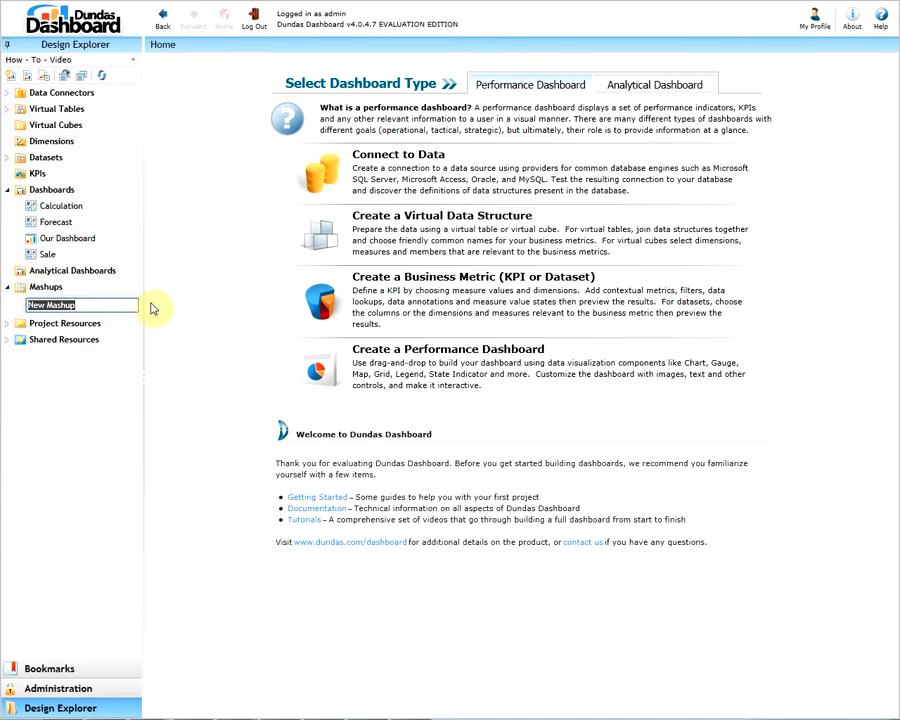 Dundas
Dashboard
Back
Forward
Home
Log Out
Logged in as admin
Dundas Dashboard v4.0.4.7 EVALUATION EDITION
My Profile
About
Help
Design Explorer
Home
How - To - Video
Data Connectors
Virtual Tables
Virtual Cubes
Dimensions
Datasets
KPIs
Dashboards
Calculation
Forecast
Our Dashboard
Sale
Analytical Dashboards
Mashups
New Mashup
Project Resources
Shared Resources
Bookmarks
Administration
Design Explorer
Select Dashboard Type
Performance Dashboard
Analytical Dashboard
What is a performance dashboard? A performance dashboard displays a set of performance indicators, KPIs
and any other relevant information to a user in a visual manner. There are many different types of dashboards with
different goals (operational, tactical, strategic), but ultimately, their role is to provide information at a glance.
Connect to Data
Create a connection to a data source using providers for common database engines such as Microsoft
SQL Server, Microsoft Access, Oracle, and MySQL. Test the resulting connection to your database
and discover the definitions of data structures present in the database.
Create a Virtual Data Structure
Prepare the data using a virtual table or virtual cube. For virtual tables, join data structures together
and choose friendly common names for your business metrics. For virtual cubes select dimensions,
measures and members that are relevant to the business metrics.
Create a Business Metric (KPI or Dataset)
Define a KPI by choosing measure values and dimensions. Add contextual metrics, filters, data
lookups, data annotations and measure value states then preview the results. For datasets, choose
the columns or the dimensions and measures relevant to the business metric then preview the
results.
Create a Performance Dashboard
Use drag-and-drop to build your dashboard using data visualization components like Chart, Gauge,
Map, Grid, Legend, State Indicator and more. Customize the dashboard with images, text and other
controls, and make it interactive.
Welcome to Dundas Dashboard
Thank you for evaluating Dundas Dashboard. Before you get started building dashboards, we recommend you familiarize
yourself with a few items.
• Getting Started – Some guides to help you with your first project
• Documentation – Technical information on all aspects of Dundas Dashboard
• Tutorials – A comprehensive set of videos that go through building a full dashboard from start to finish
Visit www.dundas.com/dashboard for additional details on the product, or contact us if you have any questions.